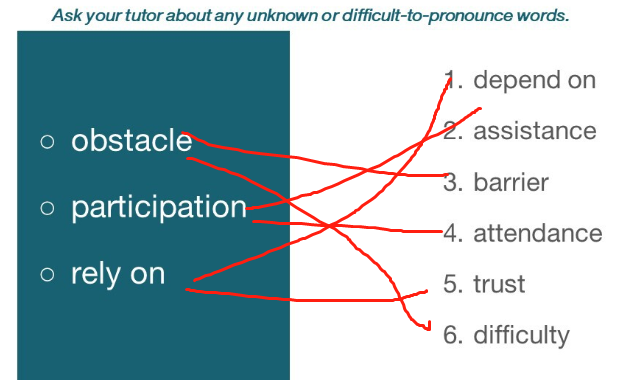 Ask your tutor about any unknown or difficult-to-pronounce words.
obstacle
participation
rely on
1. depend on
2. assistance
3. barrier
4. attendance
5. trust
6. difficulty